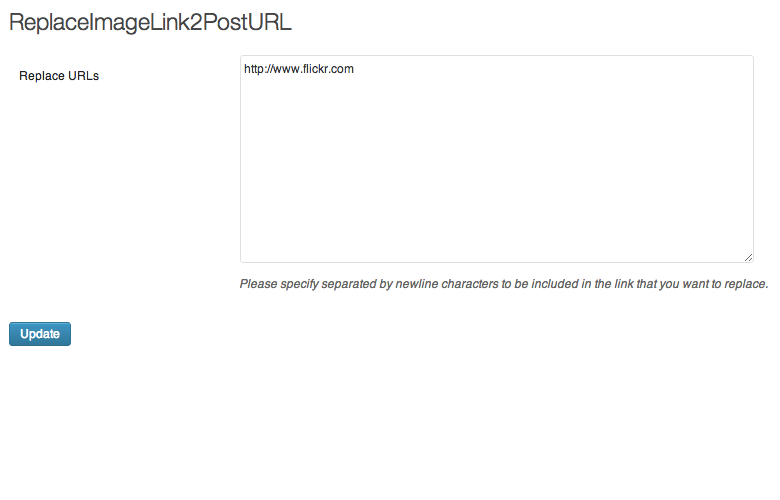 ReplaceImageLink2PostURL
Replace URLs
http://www.flickr.com
Please specify separated by newline characters to be included in the link that you want to replace.
Update